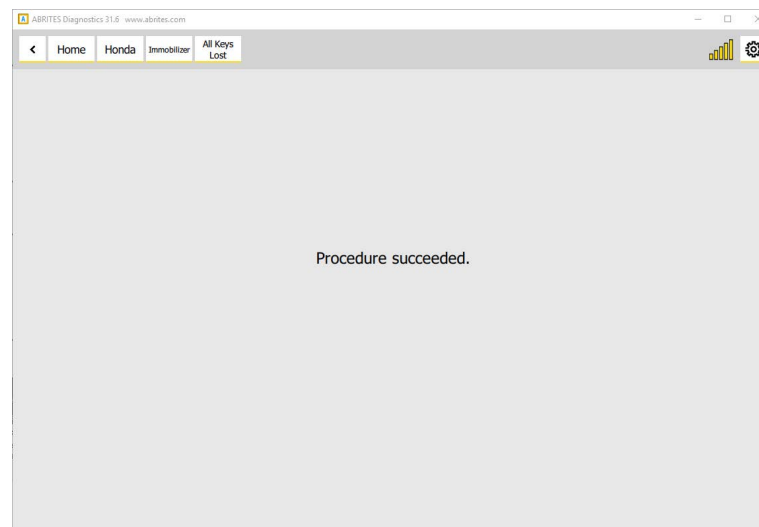 ABRITES Diagnostics 31.6 www.abrites.com
Home Honda Immobilizer All Keys
Lost
Procedure succeeded.